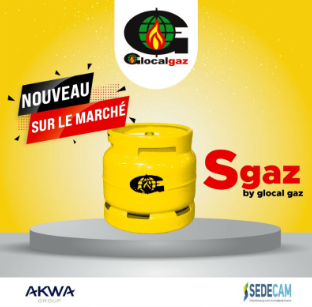 Glocalgaz
NOUVEAU
SUR LE MARCHÉ
Sgaz
by glocal gaz
AKWA
GROUP
SEDECAM